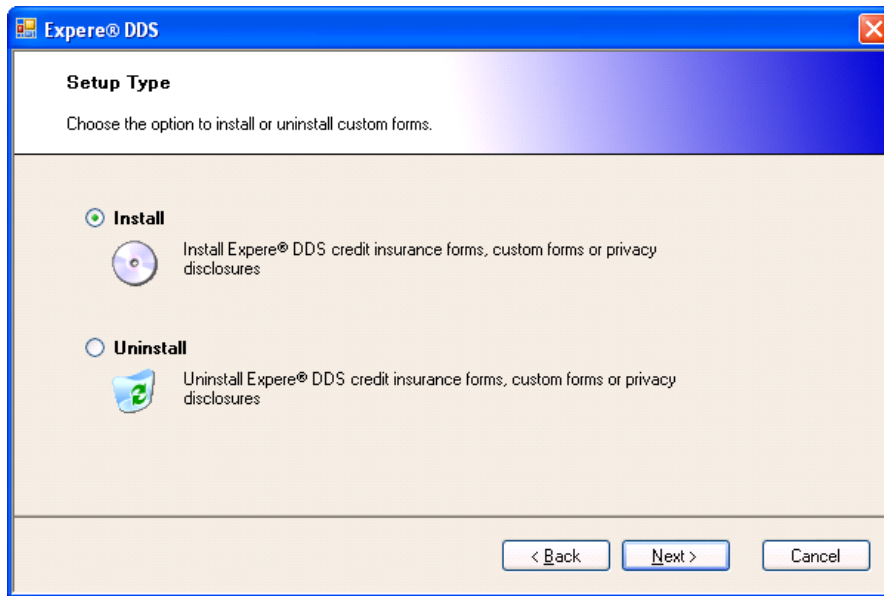 Expere® DDS
Setup Type
Choose the option to install or uninstall custom forms.
Install
Install Expere® DDS credit insurance forms, custom forms or privacy
disclosures
Uninstall
Uninstall Expere® DDS credit insurance forms, custom forms or privacy
disclosures
< Back
Next >
Cancel